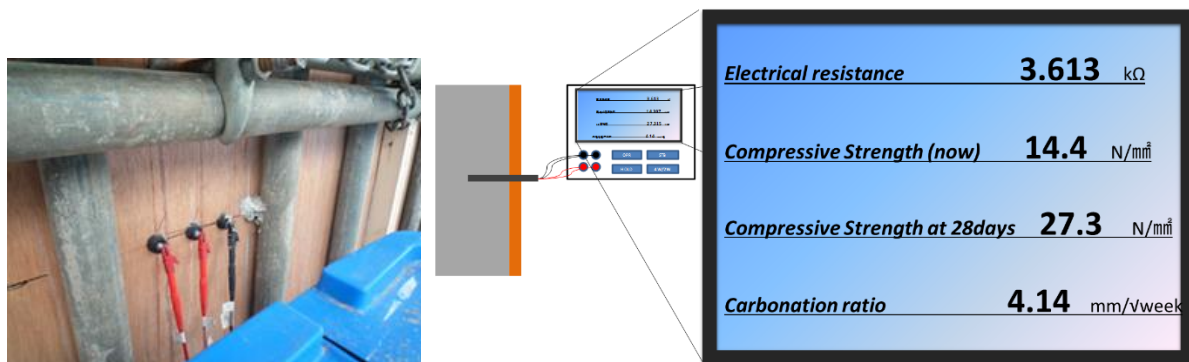 Electrical resistance 3.613 kΩ
Compressive Strength (now) 14.4 N/㎟
Compressive Strength at 28days 27.3 N/㎟
Carbonation ratio 4.14 mm/√week